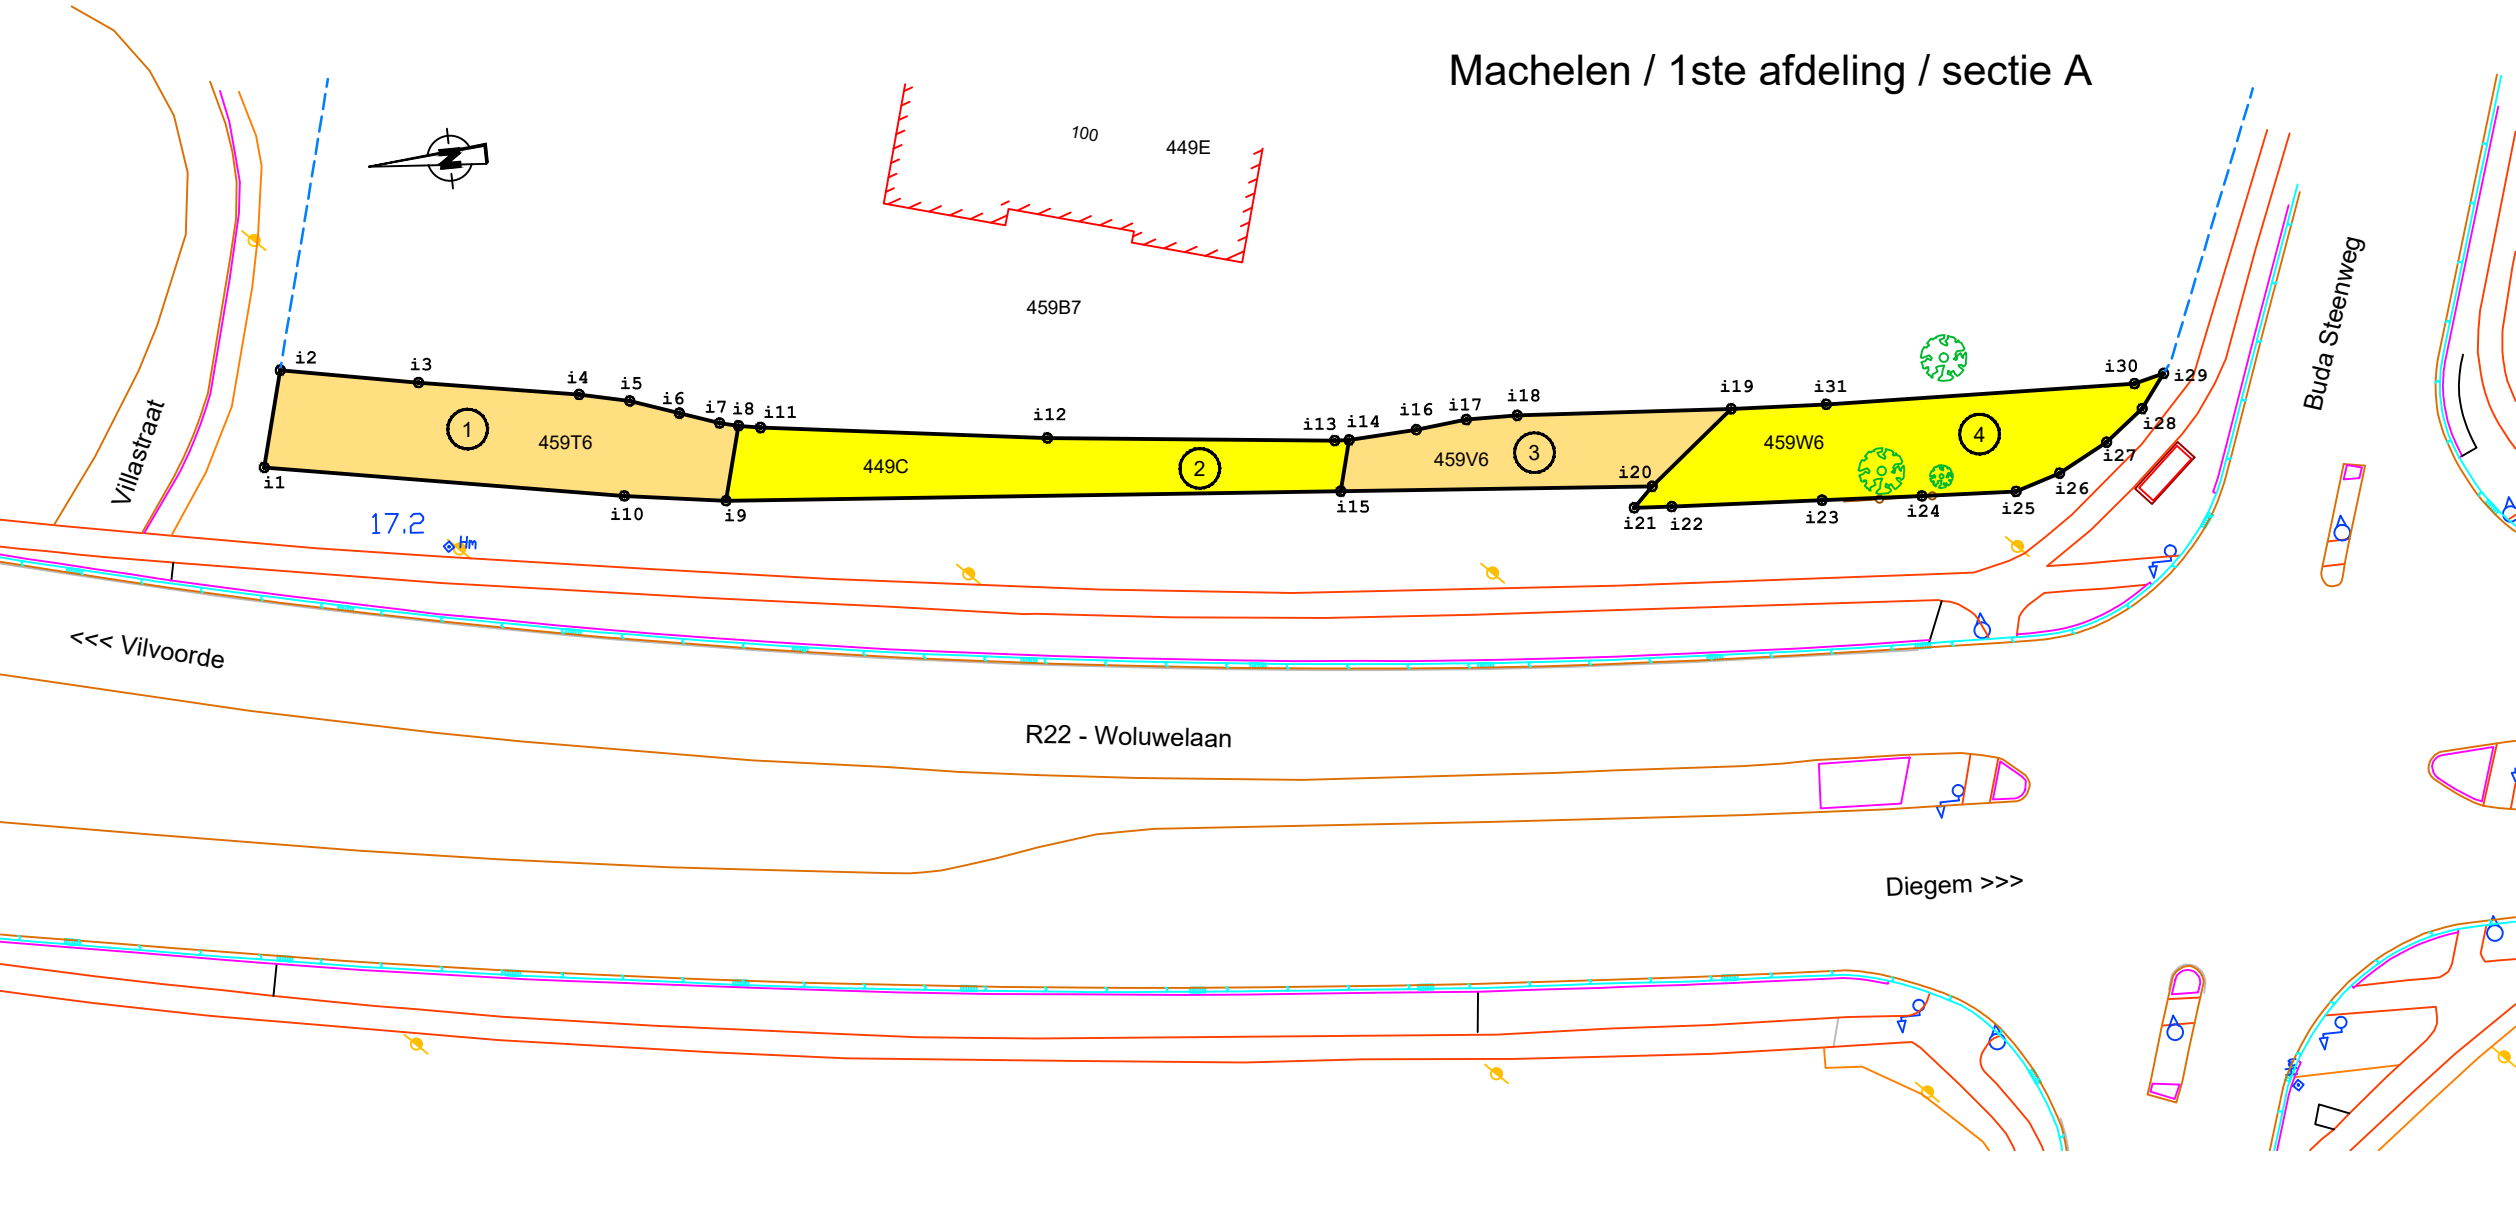 Machelen / 1ste afdeling / sectie A
N
100
449E
459B7
Villastraat
Buda Steenweg
i2
i3
i4
i5
i6
i7
i8
i11
i12
i13
i14
i16
i17
i18
i19
i31
i30
i29
1
459T6
449C
2
459V6
3
459W6
4
i28
i27
i26
i1
i10
i9
i15
i20
i21
i22
i23
i24
i25
17.2
Hm
<<< Vilvoorde
R22 - Woluwelaan
Diegem >>>